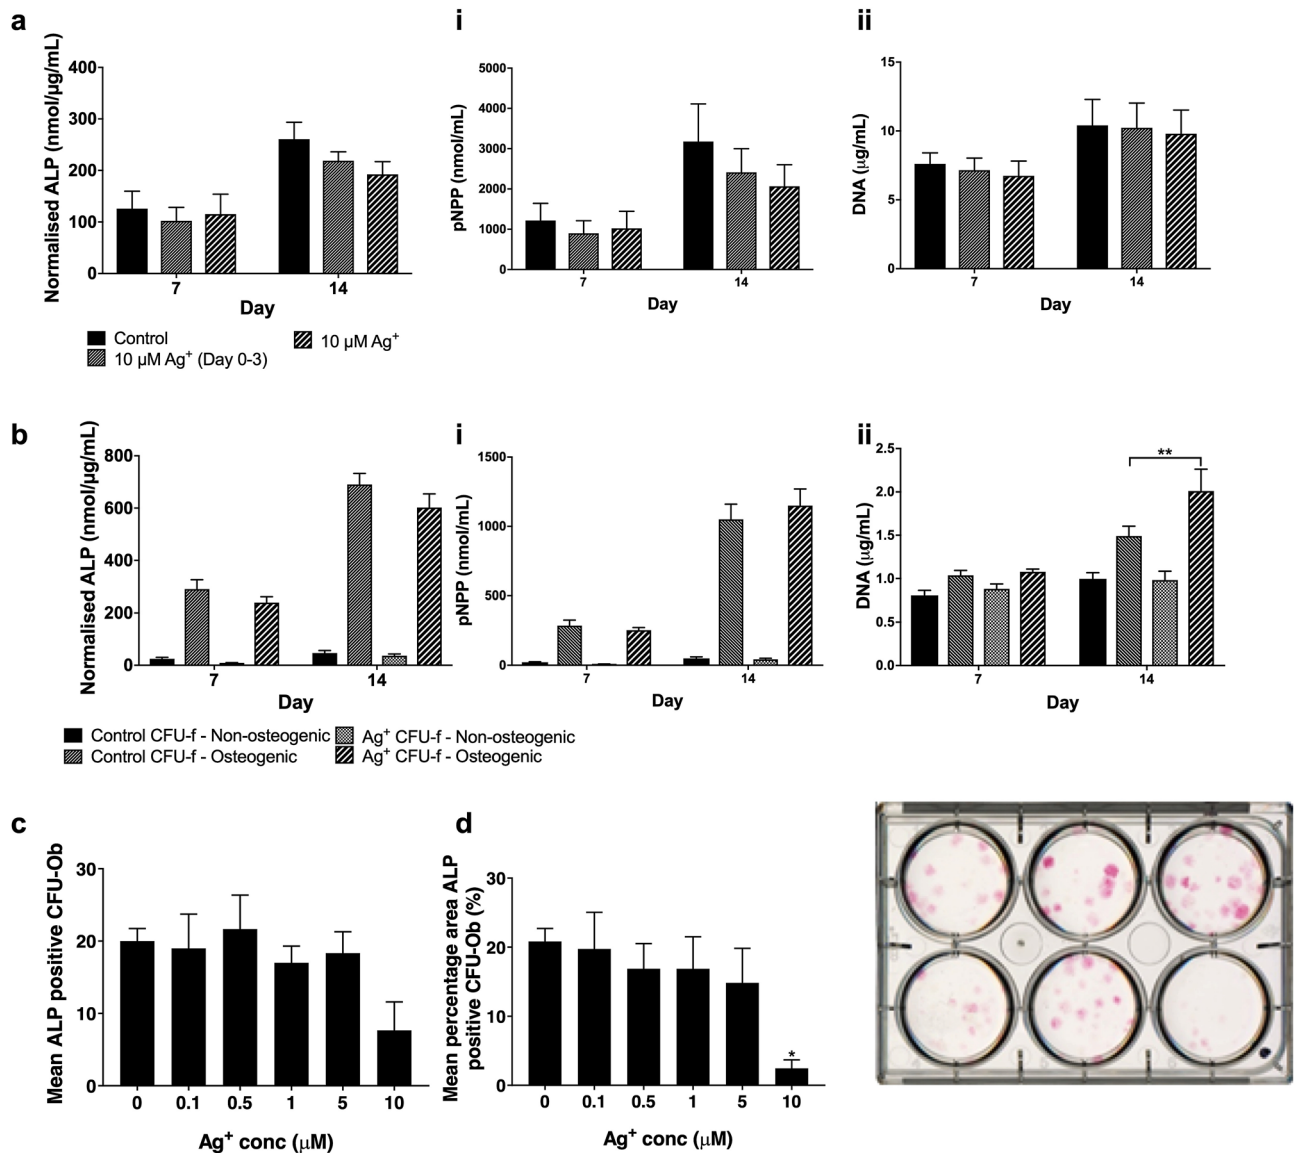 a
i
ii
Normalised ALP (nmol/µg/mL)
400
300
200
100
0
7
14
Day
pNPP (nmol/mL)
5000
4000
3000
2000
1000
0
7
14
Day
DNA (µg/mL)
15
10
5
0
7
14
Day
Control
10 µM Ag⁺
10 µM Ag⁺ (Day 0-3)
b
i
ii
Normalised ALP (nmol/µg/mL)
800
600
400
200
0
7
14
Day
pNPP (nmol/mL)
1500
1000
500
0
7
14
Day
DNA (µg/mL)
2.5
2.0
1.5
1.0
0.5
0.0
**
7
14
Day
Control CFU-f - Non-osteogenic
Ag⁺ CFU-f - Non-osteogenic
Control CFU-f - Osteogenic
Ag⁺ CFU-f - Osteogenic
c
d
Mean ALP positive CFU-Ob
30
20
10
0
0 0.1 0.5 1 5 10
Ag⁺ conc (µM)
Mean percentage area ALP
positive CFU-Ob (%)
30
20
10
0
*
0 0.1 0.5 1 5 10
Ag⁺ conc (µM)